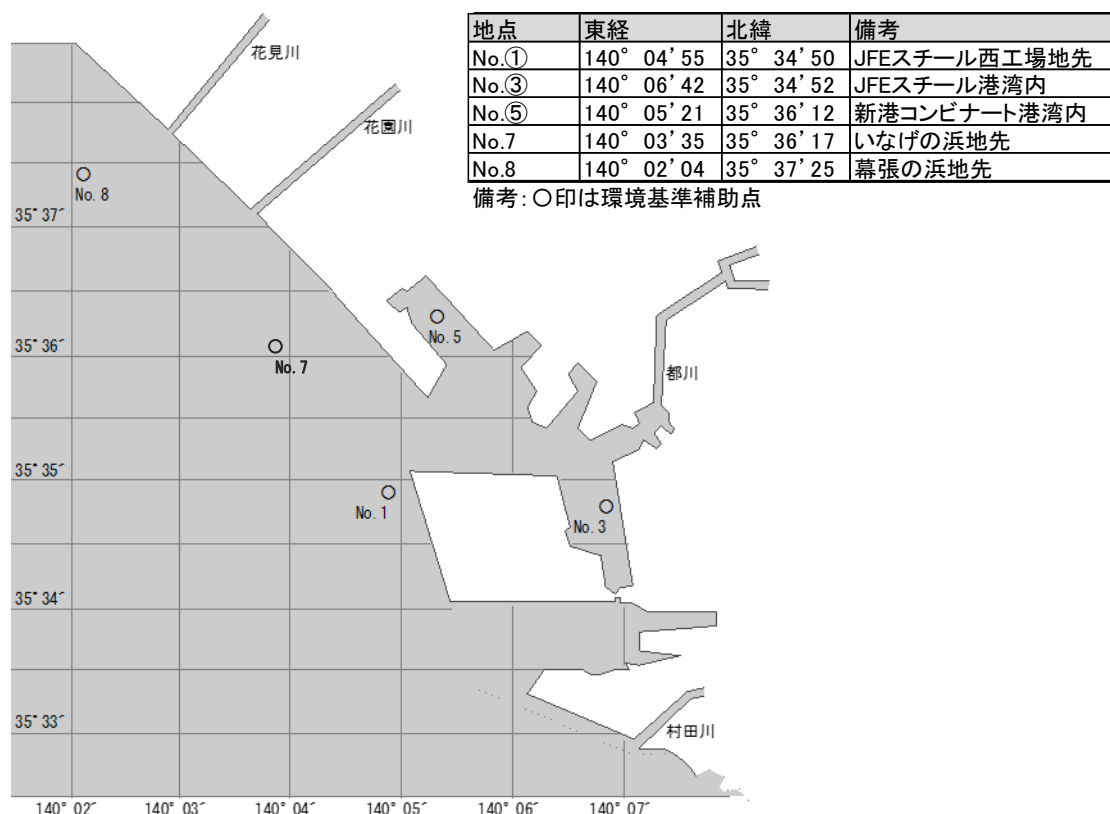 地点 東経 北緯 備考
No.① 140° 04’55 35° 34’50 JFEスチール西工場地先
No.③ 140° 06’42 35° 34’52 JFEスチール港湾内
No.⑤ 140° 05’21 35° 36’12 新港コンビナート港湾内
No.7 140° 03’35 35° 36’17 いなげの浜地先
No.8 140° 02’04 35° 37’25 幕張の浜地先
備考：○印は環境基準補助点
花見川
花園川
No. 8
35°37′
No. 5
35°36′
No. 7
都川
35°35′
No. 1
No. 3
35°34′
35°33′
村田川
140°02′ 140°03′ 140°04′ 140°05′ 140°06′ 140°07′